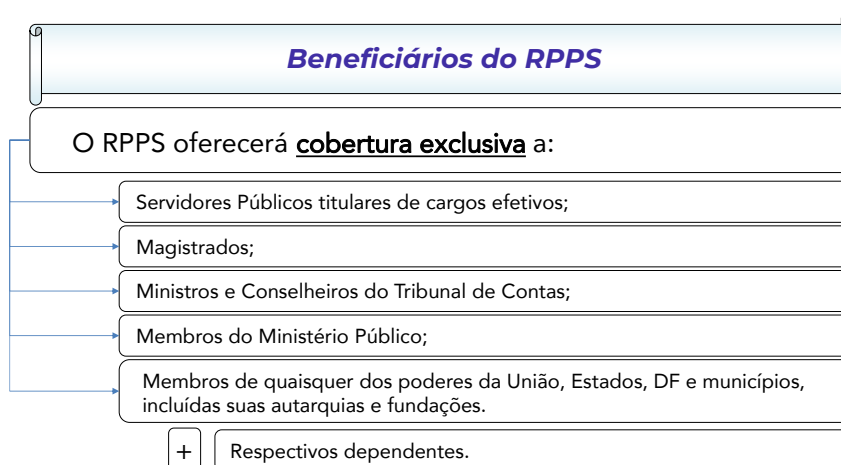 Beneficiários do RPPS
O RPPS oferecerá cobertura exclusiva a:
Servidores Públicos titulares de cargos efetivos;
Magistrados;
Ministros e Conselheiros do Tribunal de Contas;
Membros do Ministério Público;
Membros de quaisquer dos poderes da União, Estados, DF e municípios,
incluídas suas autarquias e fundações.
+ Respectivos dependentes.